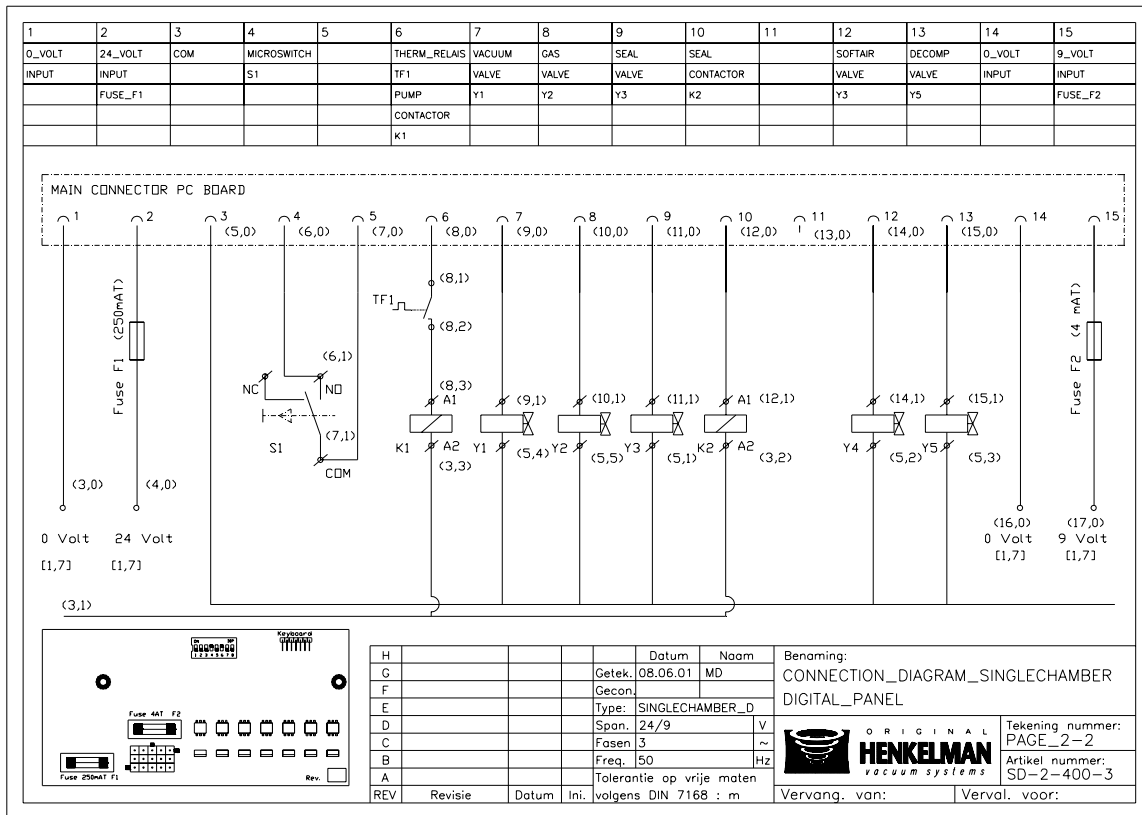 1 2 3 4 5 6 7 8 9 10 11 12 13 14 15
0_VOLT 24_VOLT COM MICROSWITCH THERM_RELAIS VACUUM GAS SEAL SEAL SOFTAIR DECOMP 0_VOLT 9_VOLT
INPUT INPUT S1 TF1 VALVE VALVE VALVE CONTACTOR VALVE VALVE INPUT INPUT
FUSE_F1 PUMP Y1 Y2 Y3 K2 Y3 Y5 FUSE_F2
CONTACTOR
K1
MAIN CONNECTOR PC BOARD
1 2 3 4 5 6 7 8 9 10 11 12 13 14 15
(5,0) (6,0) (7,0) (8,0) (9,0) (10,0) (11,0) (12,0) (13,0) (14,0) (15,0)
(8,1)
TF1
(8,2)
Fuse F1 (250mAT)
Fuse F2 (4 mAT)
(6,1)
NC NO
(8,3)
A1 (9,1) (10,1) (11,1) A1 (12,1) (14,1) (15,1)
(7,1)
S1 K1 A2 Y1 (5,4) Y2 (5,5) Y3 (5,1) K2 A2 Y4 (5,2) Y5 (5,3)
COM (3,3) (3,2)
(3,0) (4,0)
(16,0) (17,0)
0 Volt 24 Volt 0 Volt 9 Volt
[1,7] [1,7] [1,7] [1,7]
(3,1)
ON DIP
1 2 3 4 5 6 7 8
Keyboard
Fuse 4AT F2
Fuse 250mAT F1
Rev.
H Datum Naam
G Getek. 08.06.01 MD
F Gecon.
E Type: SINGLECHAMBER_D
D Span. 24/9 V
C Fasen 3 ~
B Freq. 50 Hz
A Tolerantie op vrije maten
REV Revisie Datum Ini. volgens DIN 7168 : m
Benaming:
CONNECTION_DIAGRAM_SINGLECHAMBER
DIGITAL_PANEL
ORIGINAL
HENKELMAN
vacuum systems
Tekening nummer:
PAGE_2-2
Artikel nummer:
SD-2-400-3
Vervang. van: Verval. voor: